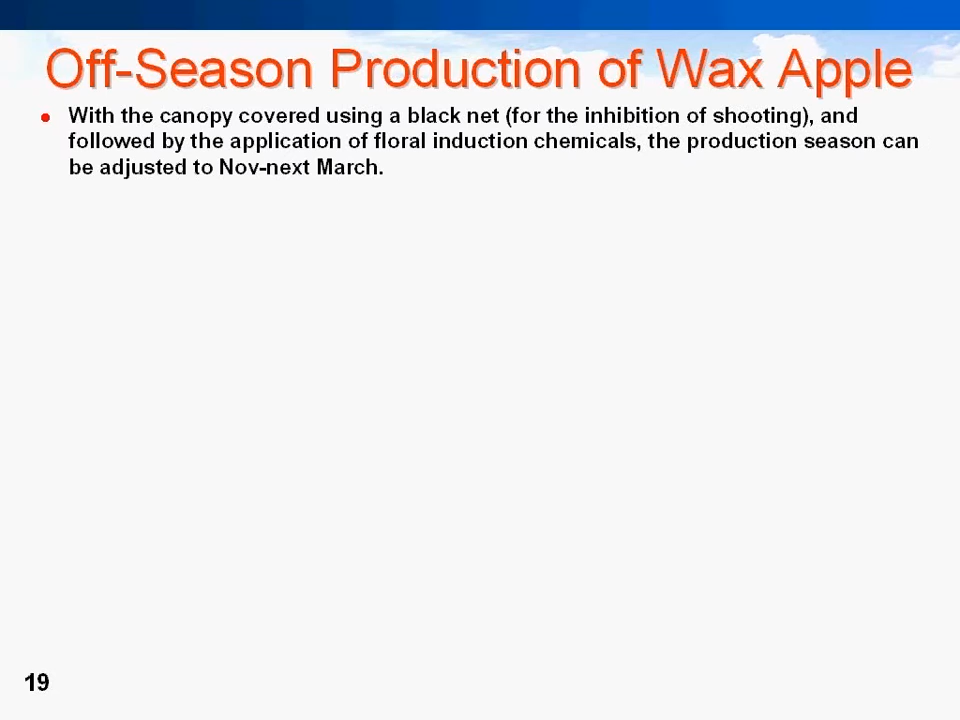 Off-Season Production of Wax Apple
• With the canopy covered using a black net (for the inhibition of shooting), and
followed by the application of floral induction chemicals, the production season can
be adjusted to Nov-next March.
19